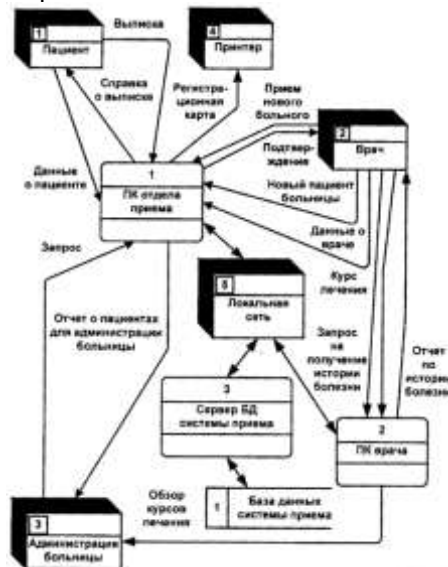 Выписка
1
Пациент
4
Принтер
Справка
о выписке
Регистра-
ционная
карта
Прием
нового
больного
2
Врач
Подтвер-
ждение
1
ПК отдела
приема
Данные
о пациенте
Новый пациент
больницы
Данные о
враче
Запрос
Курс
лечения
5
Локальная
сеть
Отчет о пациентах
для администрации
больницы
Запрос
на
получение
истории
болезни
Отчет
по
истории
болезни
3
Сервер БД
системы приема
2
ПК врача
Обзор
курсов
лечения
1
База данных
системы приема
3
Администрация
больницы